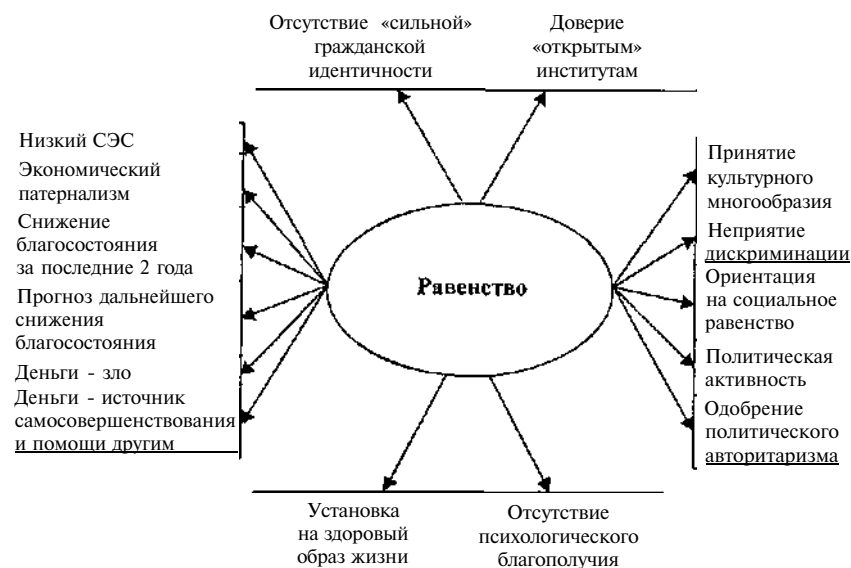 Отсутствие «сильной»
гражданской
идентичности
Доверие
«открытым»
институтам
Низкий СЭС
Экономический
патернализм
Снижение
благосостояния
за последние 2 года
Прогноз дальнейшего
снижения
благосостояния
Деньги - зло
Деньги - источник
самосовершенствования
и помощи другим
Равенство
Принятие
культурного
многообразия
Неприятие
дискриминации
Ориентация
на социальное
равенство
Политическая
активность
Одобрение
политического
авторитаризма
Установка
на здоровый
образ жизни
Отсутствие
психологического
благополучия